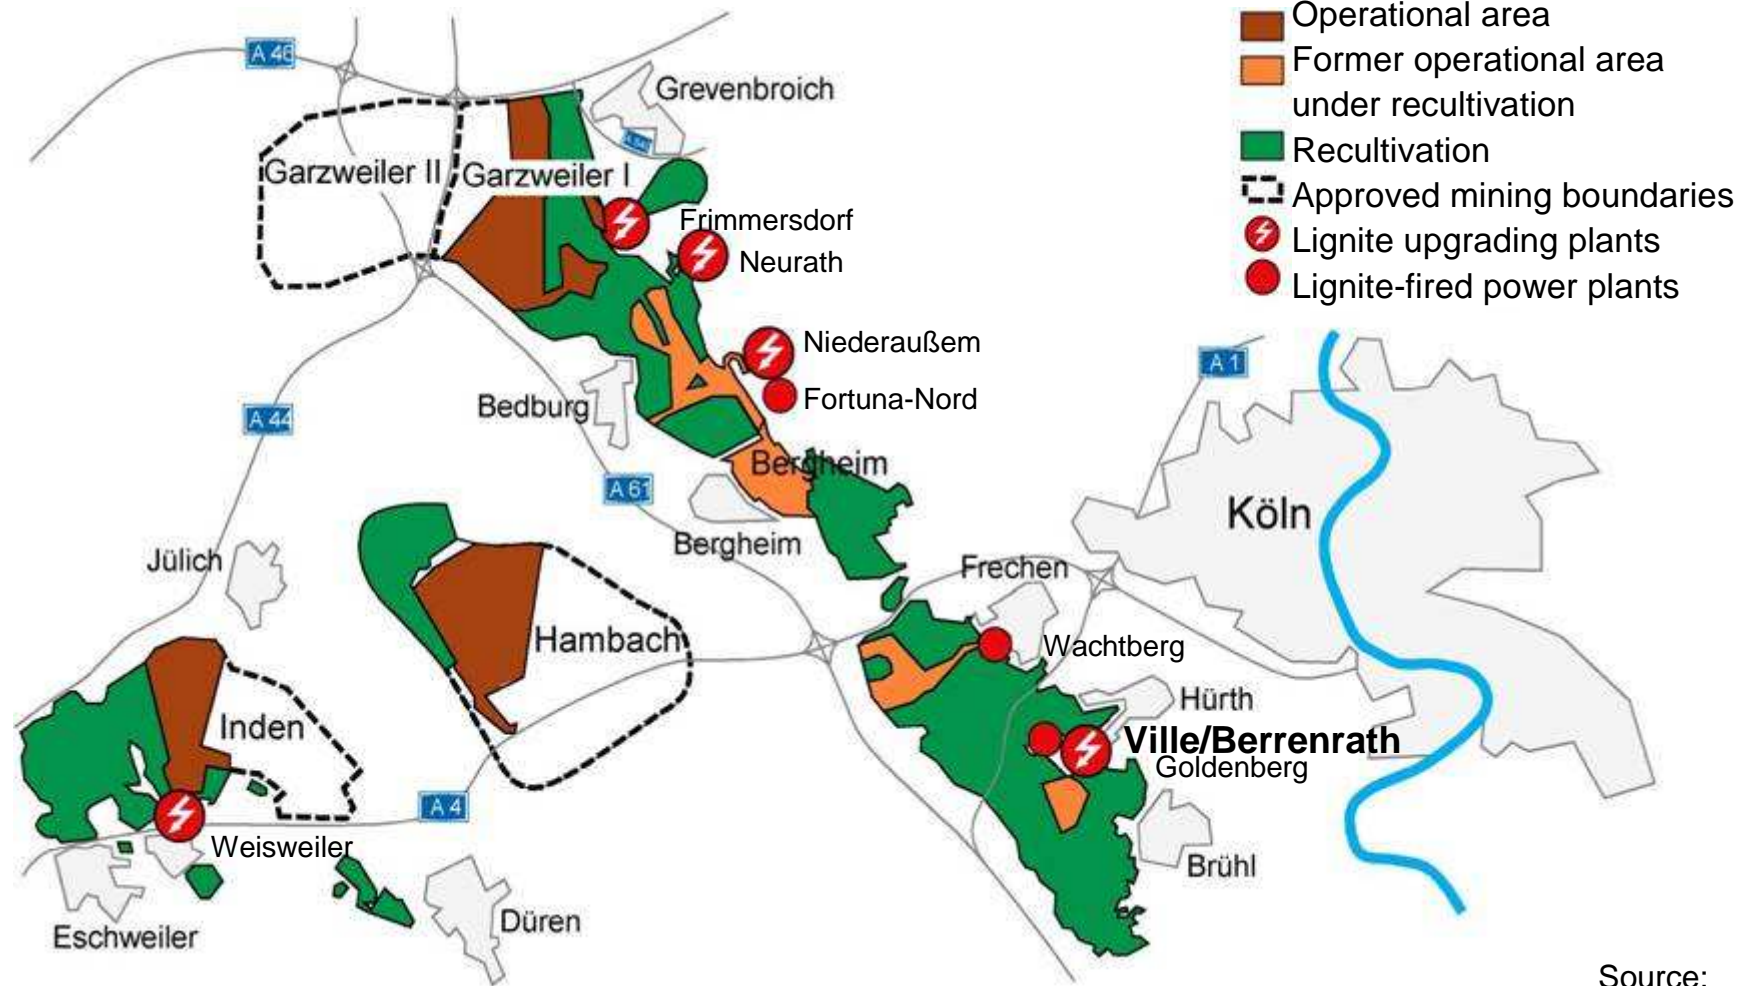 Operational area
Former operational area
under recultivation
Recultivation
Approved mining boundaries
Lignite upgrading plants
Lignite-fired power plants
A 46
Grevenbroich
Garzweiler II
Garzweiler I
Frimmersdorf
Neurath
Niederaußem
Fortuna-Nord
A 1
Bedburg
A 44
Bergheim
A 61
Köln
Bergheim
Jülich
Frechen
Hambach
Wachtberg
Hürth
Inden
Ville/Berrenrath
Goldenberg
A 4
Weisweiler
Brühl
Düren
Eschweiler
Source: